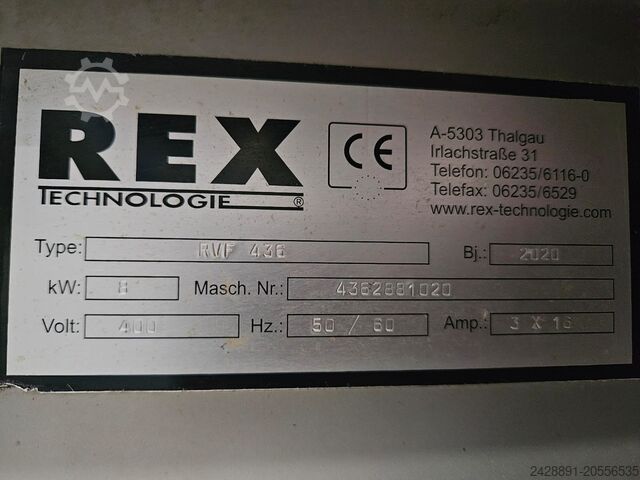 REX
TECHNOLOGIE ®
CE
A-5303 Thalgau
Irlachstraße 31
Telefon: 06235/6116-0
Telefax: 06235/6529
www.rex-technologie.com
Type: RVF 436 Bj.: 2020
kW: 8 Masch. Nr.: 4362881020
Volt: 400 Hz.: 50 / 60 Amp.: 3 X 16
2428891-20556535